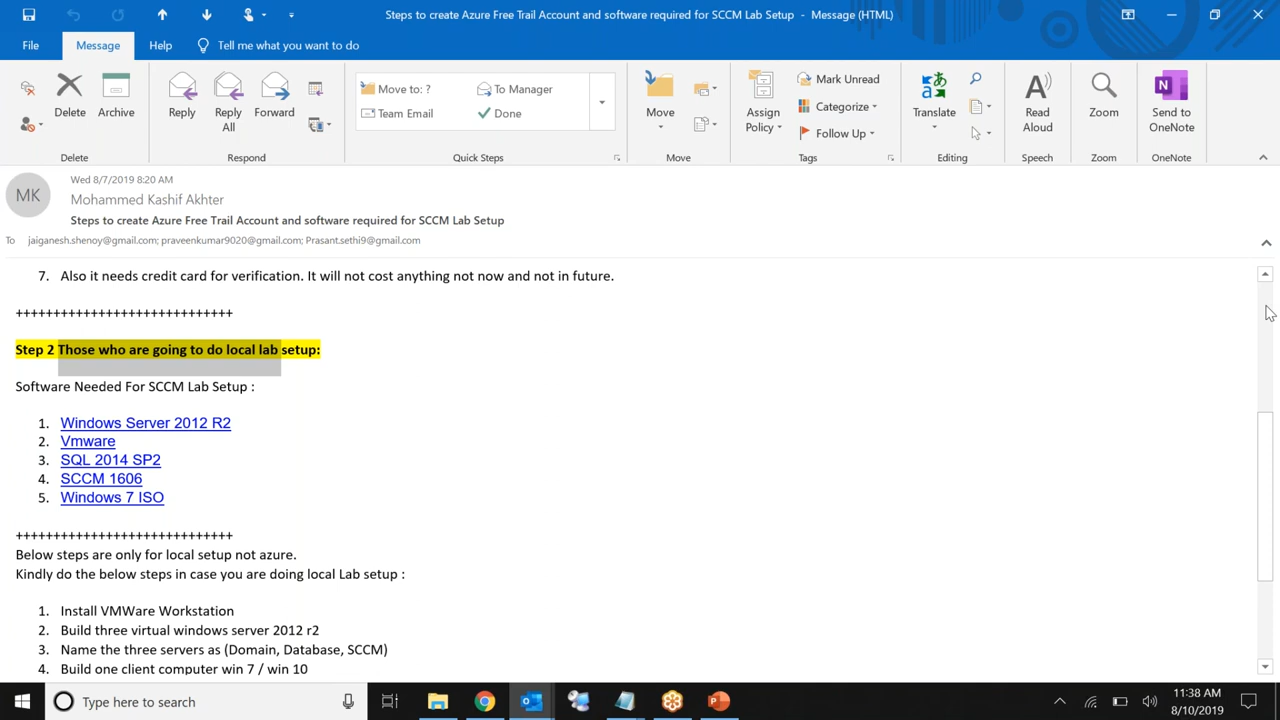 Steps to create Azure Free Trail Account and software required for SCCM Lab Setup - Message (HTML)
File Message Help Tell me what you want to do
Delete Archive Reply Reply All Forward Move to: ? To Manager Team Email Done Move Assign Policy Mark Unread Categorize Follow Up Translate Read Aloud Zoom Send to OneNote
Delete Respond Quick Steps Move Tags Editing Speech Zoom OneNote
MK
Wed 8/7/2019 8:20 AM
Mohammed Kashif Akhter
Steps to create Azure Free Trail Account and software required for SCCM Lab Setup
To jaiganesh.shenoy@gmail.com; praveenkumar9020@gmail.com; Prasant.sethi9@gmail.com
7. Also it needs credit card for verification. It will not cost anything not now and not in future.
+++++++++++++++++++++++++++++
Step 2 Those who are going to do local lab setup:
Software Needed For SCCM Lab Setup :
1. Windows Server 2012 R2
2. Vmware
3. SQL 2014 SP2
4. SCCM 1606
5. Windows 7 ISO
+++++++++++++++++++++++++++++
Below steps are only for local setup not azure.
Kindly do the below steps in case you are doing local Lab setup :
1. Install VMWare Workstation
2. Build three virtual windows server 2012 r2
3. Name the three servers as (Domain, Database, SCCM)
4. Build one client computer win 7 / win 10
Type here to search
11:38 AM
8/10/2019